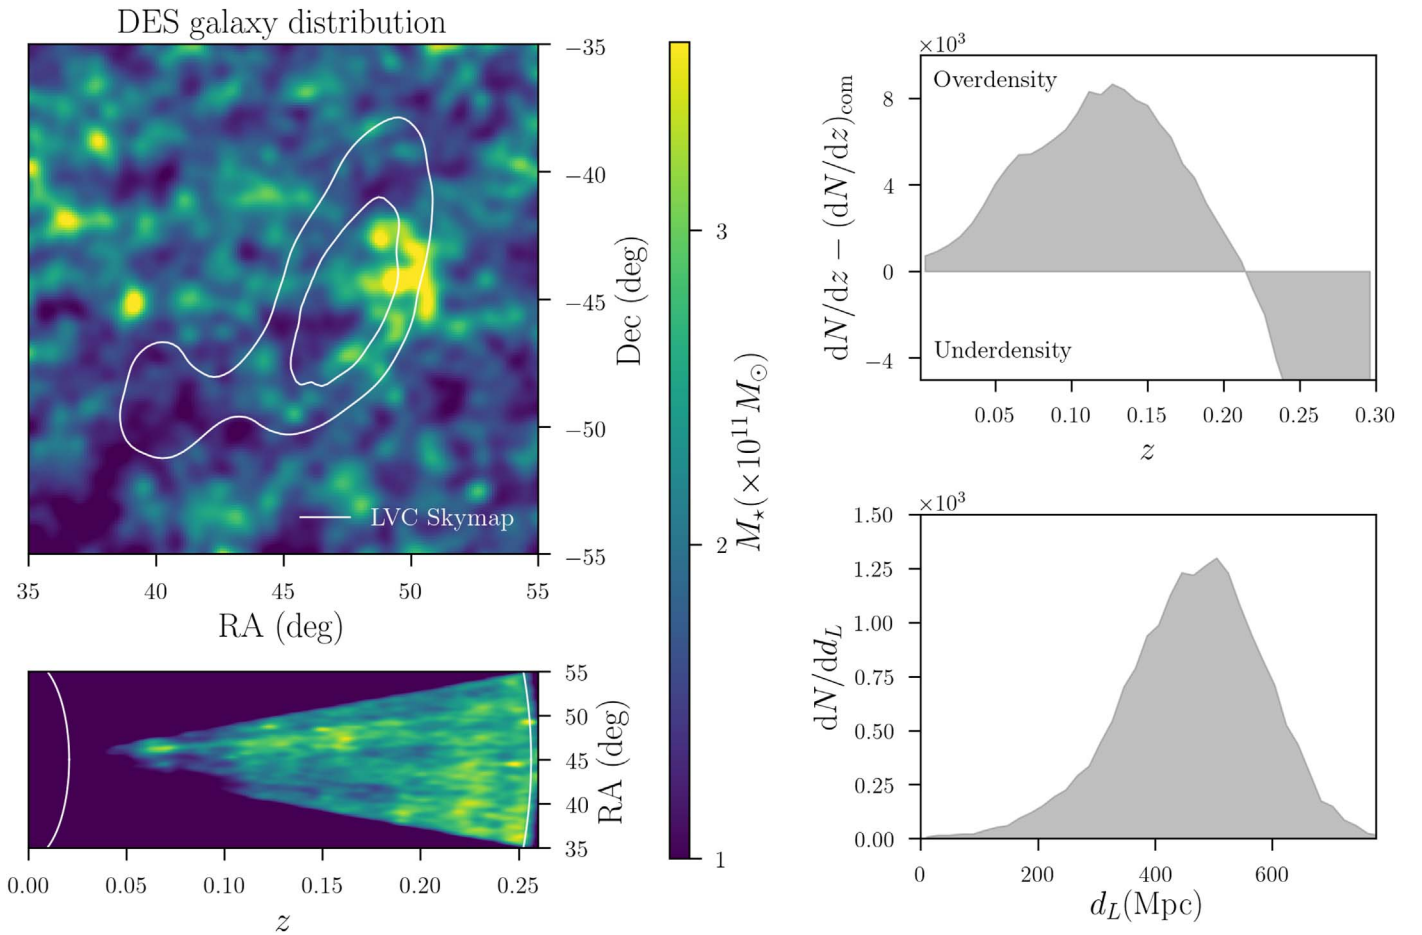 DES galaxy distribution
−35
−40
−45
−50
−55
Dec (deg)
LVC Skymap
35 40 45 50 55
RA (deg)
3
2
1
M⋆(×10¹¹M⊙)
55
50
45
40
35
RA (deg)
0.00 0.05 0.10 0.15 0.20 0.25
z
×10³
Overdensity
8
4
0
−4
dN/dz − (dN/dz)com
Underdensity
0.05 0.10 0.15 0.20 0.25 0.30
z
×10³
1.50
1.25
1.00
0.75
0.50
0.25
0.00
dN/ddL
0 200 400 600
dL(Mpc)